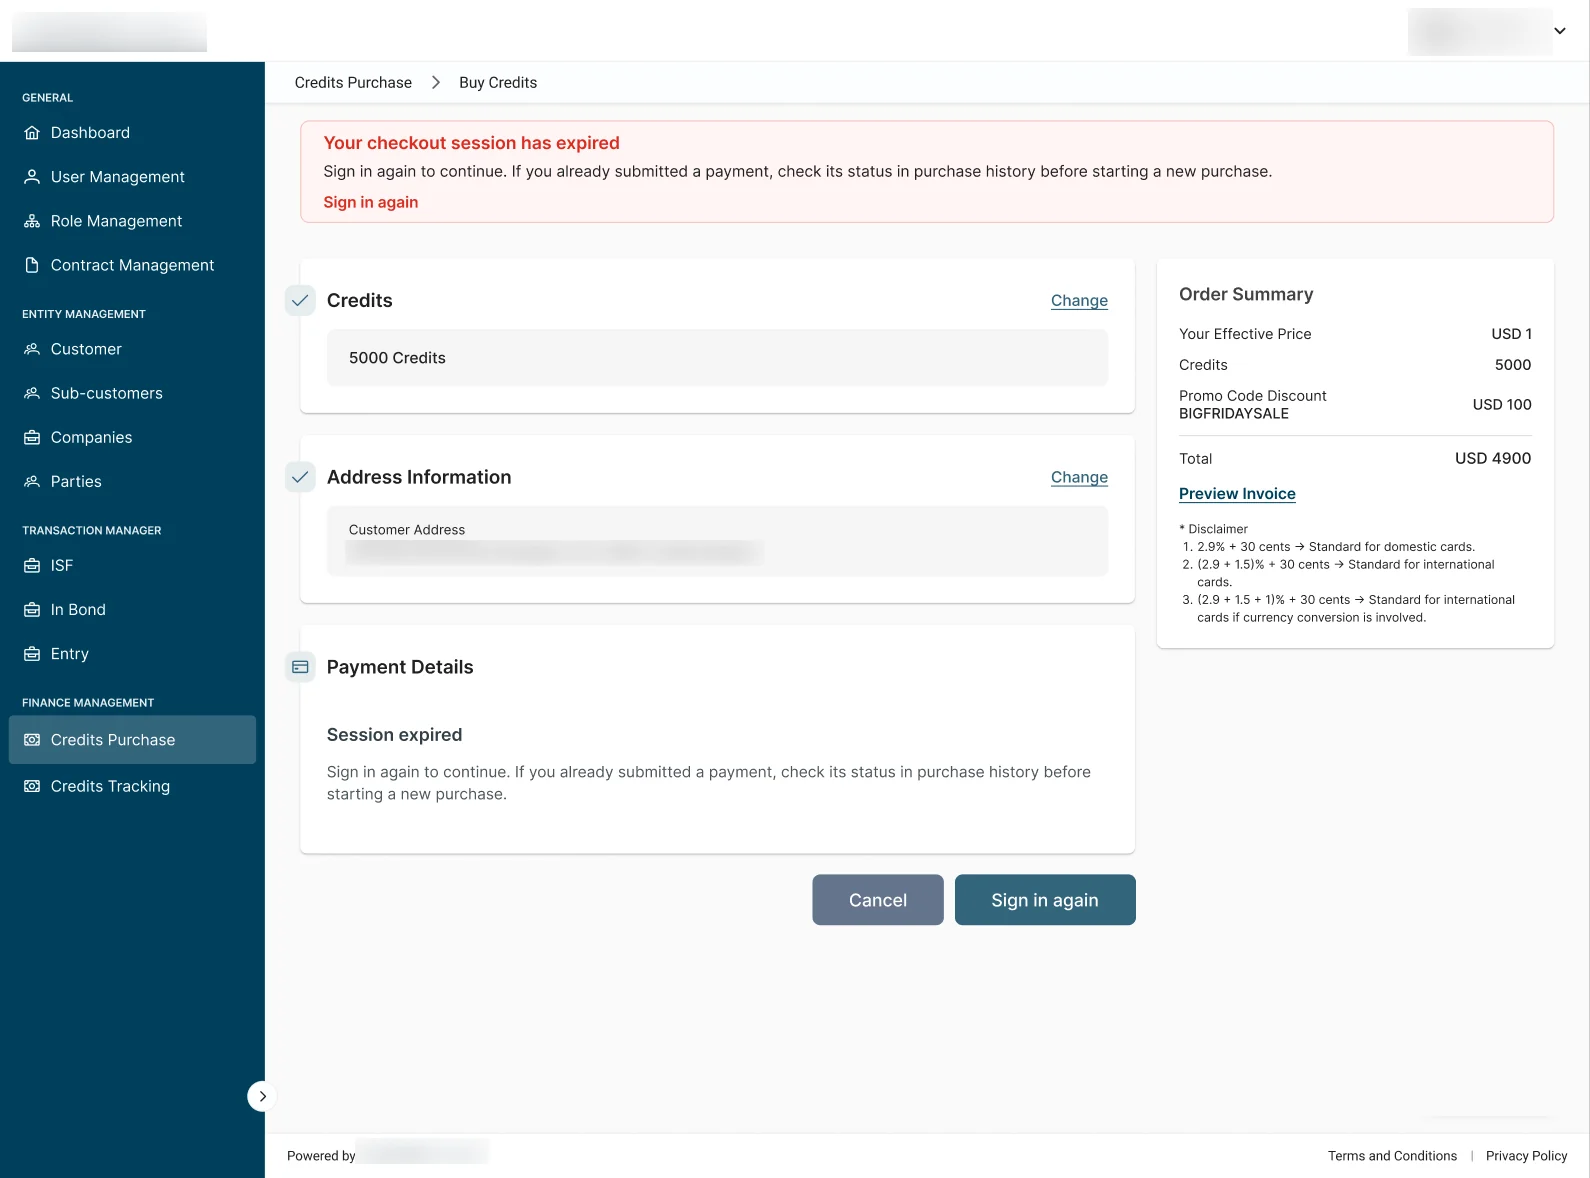 Credits Purchase > Buy Credits
GENERAL
Dashboard
User Management
Role Management
Contract Management
ENTITY MANAGEMENT
Customer
Sub-customers
Companies
Parties
TRANSACTION MANAGER
ISF
In Bond
Entry
FINANCE MANAGEMENT
Credits Purchase
Credits Tracking
Your checkout session has expired
Sign in again to continue. If you already submitted a payment, check its status in purchase history before starting a new purchase.
Sign in again
Credits
Change
5000 Credits
Address Information
Change
Customer Address
Payment Details
Session expired
Sign in again to continue. If you already submitted a payment, check its status in purchase history before
starting a new purchase.
Cancel
Sign in again
Order Summary
Your Effective Price USD 1
Credits 5000
Promo Code Discount
BIGFRIDAYSALE USD 100
Total USD 4900
Preview Invoice
* Disclaimer
1. 2.9% + 30 cents → Standard for domestic cards.
2. (2.9 + 1.5)% + 30 cents → Standard for international
cards.
3. (2.9 + 1.5 + 1)% + 30 cents → Standard for international
cards if currency conversion is involved.
Powered by
Terms and Conditions | Privacy Policy